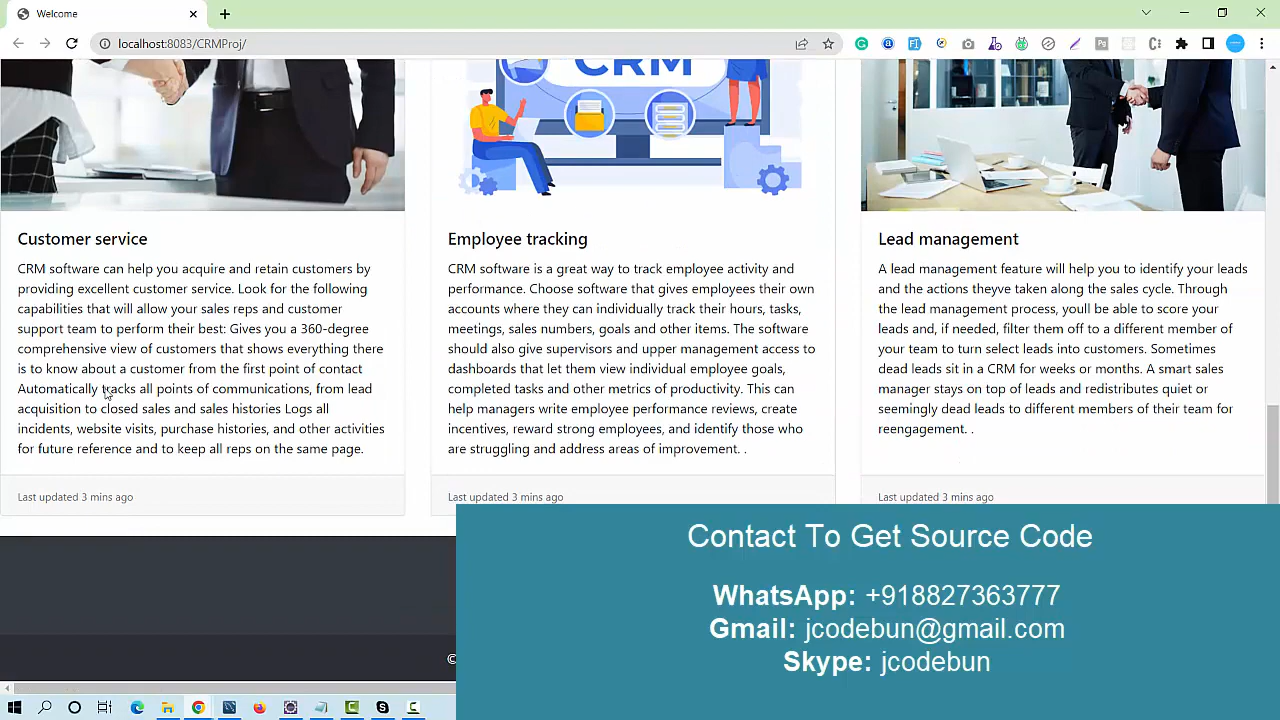 Welcome
localhost:8083/CRMProj/
CRM
Customer service
CRM software can help you acquire and retain customers by
providing excellent customer service. Look for the following
capabilities that will allow your sales reps and customer
support team to perform their best: Gives you a 360-degree
comprehensive view of customers that shows everything there
is to know about a customer from the first point of contact
Automatically tracks all points of communications, from lead
acquisition to closed sales and sales histories Logs all
incidents, website visits, purchase histories, and other activities
for future reference and to keep all reps on the same page.
Last updated 3 mins ago
Employee tracking
CRM software is a great way to track employee activity and
performance. Choose software that gives employees their own
accounts where they can individually track their hours, tasks,
meetings, sales numbers, goals and other items. The software
should also give supervisors and upper management access to
dashboards that let them view individual employee goals,
completed tasks and other metrics of productivity. This can
help managers write employee performance reviews, create
incentives, reward strong employees, and identify those who
are struggling and address areas of improvement. .
Last updated 3 mins ago
Lead management
A lead management feature will help you to identify your leads
and the actions theyve taken along the sales cycle. Through
the lead management process, youll be able to score your
leads and, if needed, filter them off to a different member of
your team to turn select leads into customers. Sometimes
dead leads sit in a CRM for weeks or months. A smart sales
manager stays on top of leads and redistributes quiet or
seemingly dead leads to different members of their team for
reengagement. .
Last updated 3 mins ago
©
Contact To Get Source Code
WhatsApp: +918827363777
Gmail: jcodebun@gmail.com
Skype: jcodebun